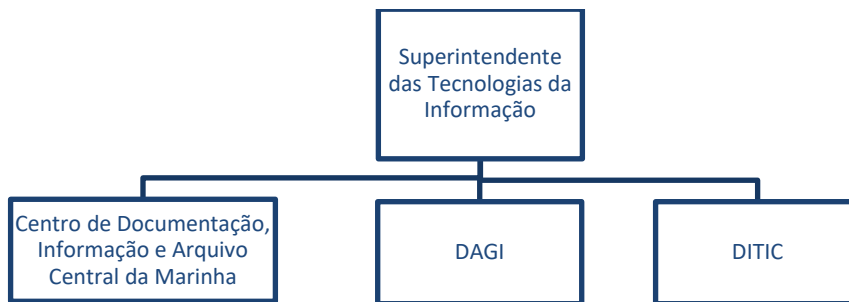 Superintendente
das Tecnologias da
Informação
Centro de Documentação,
Informação e Arquivo
Central da Marinha
DAGI
DITIC